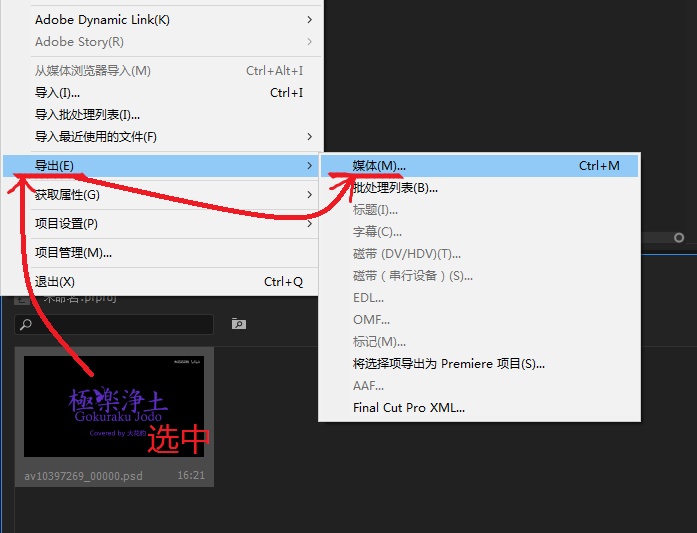 Adobe Dynamic Link(K)
Adobe Story(R)
从媒体浏览器导入(M) Ctrl+Alt+I
导入(I)... Ctrl+I
导入批处理列表(I)...
导入最近使用的文件(F)
导出(E)
获取属性(G)
项目设置(P)
项目管理(M)...
退出(X) Ctrl+Q
媒体(M)... Ctrl+M
批处理列表(B)...
标题(I)...
字幕(C)...
磁带 (DV/HDV)(T)...
磁带（串行设备）(S)...
EDL...
OMF...
标记(M)...
将选择项导出为 Premiere 项目(S)...
AAF...
Final Cut Pro XML...
未命名.prproj
極樂浄土
Gokuraku Jodo
Covered by
选中
av10397269_00000.psd 16:21